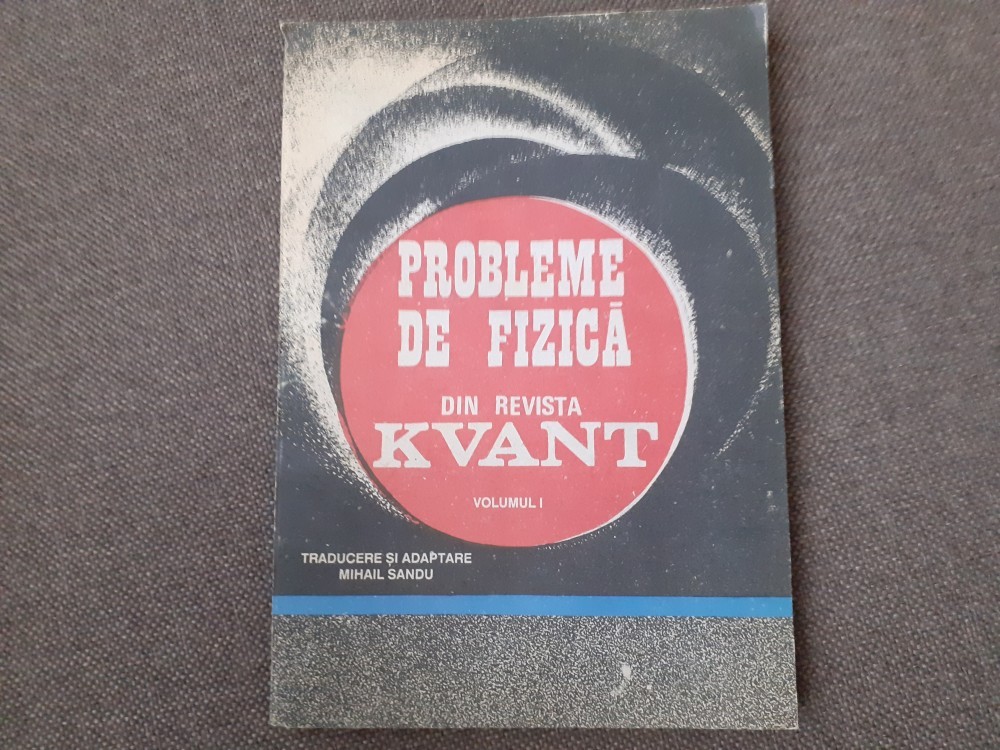 PROBLEME
DE FIZICĂ
DIN REVISTA
KVANT
VOLUMUL I
TRADUCERE ȘI ADAPTARE
MIHAIL SANDU